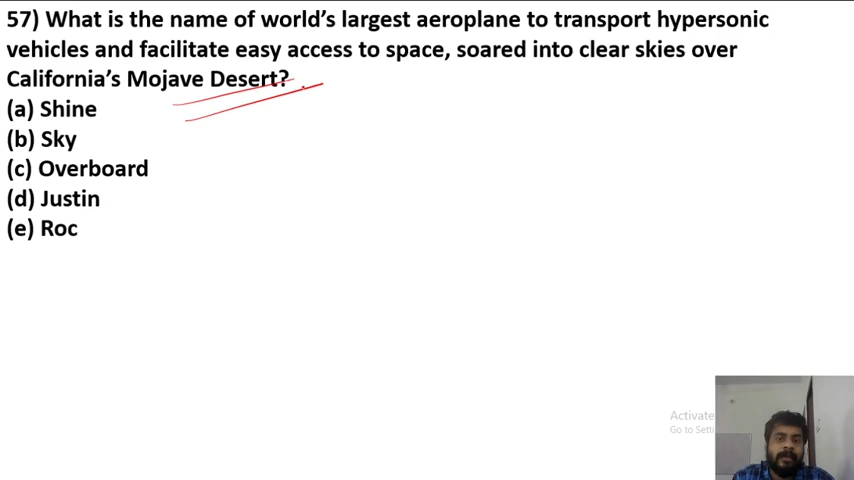 57) What is the name of world’s largest aeroplane to transport hypersonic
vehicles and facilitate easy access to space, soared into clear skies over
California’s Mojave Desert?
(a) Shine
(b) Sky
(c) Overboard
(d) Justin
(e) Roc
Activate
Go to Setti